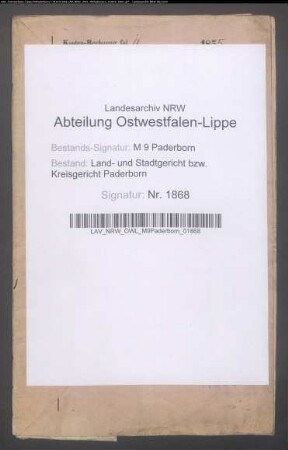 Landesarchiv NRW
Abteilung Ostwestfalen-Lippe
Bestands-Signatur: M 9 Paderborn
Bestand: Land- und Stadtgericht bzw.
Kreisgericht Paderborn
Signatur: Nr. 1868
LAV_NRW_OWL_M9Paderborn_01868